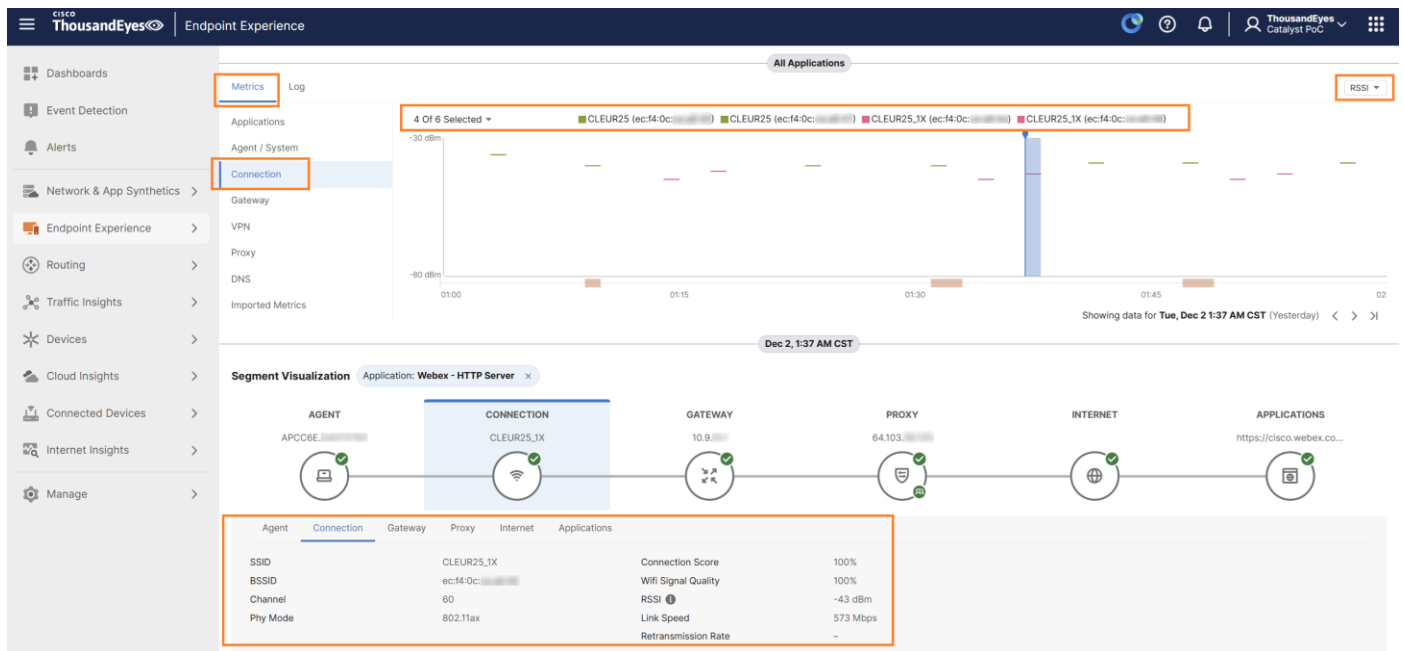 CISCO
ThousandEyes
Endpoint Experience
ThousandEyes
Catalyst PoC
Dashboards
Event Detection
Alerts
Network & App Synthetics
Endpoint Experience
Routing
Traffic Insights
Devices
Cloud Insights
Connected Devices
Internet Insights
Manage
All Applications
Metrics Log
RSSI
Applications
Agent / System
Connection
Gateway
VPN
Proxy
DNS
Imported Metrics
4 Of 6 Selected CLEUR25 (ec:f4:0c: ) CLEUR25 (ec:f4:0c: ) CLEUR25_1X (ec:f4:0c: ) CLEUR25_1X (ec:f4:0c: )
-30 dBm
-80 dBm
01:00 01:15 01:30 01:45 02
Showing data for Tue, Dec 2 1:37 AM CST (Yesterday)
Dec 2, 1:37 AM CST
Segment Visualization Application: Webex - HTTP Server ×
AGENT CONNECTION GATEWAY PROXY INTERNET APPLICATIONS
APCC6E. CLEUR25_1X 10.9. 64.103. https://cisco.webex.co...
Agent Connection Gateway Proxy Internet Applications
SSID CLEUR25_1X Connection Score 100%
BSSID ec:f4:0c: Wifi Signal Quality 100%
Channel 60 RSSI -43 dBm
Phy Mode 802.11ax Link Speed 573 Mbps
Retransmission Rate –